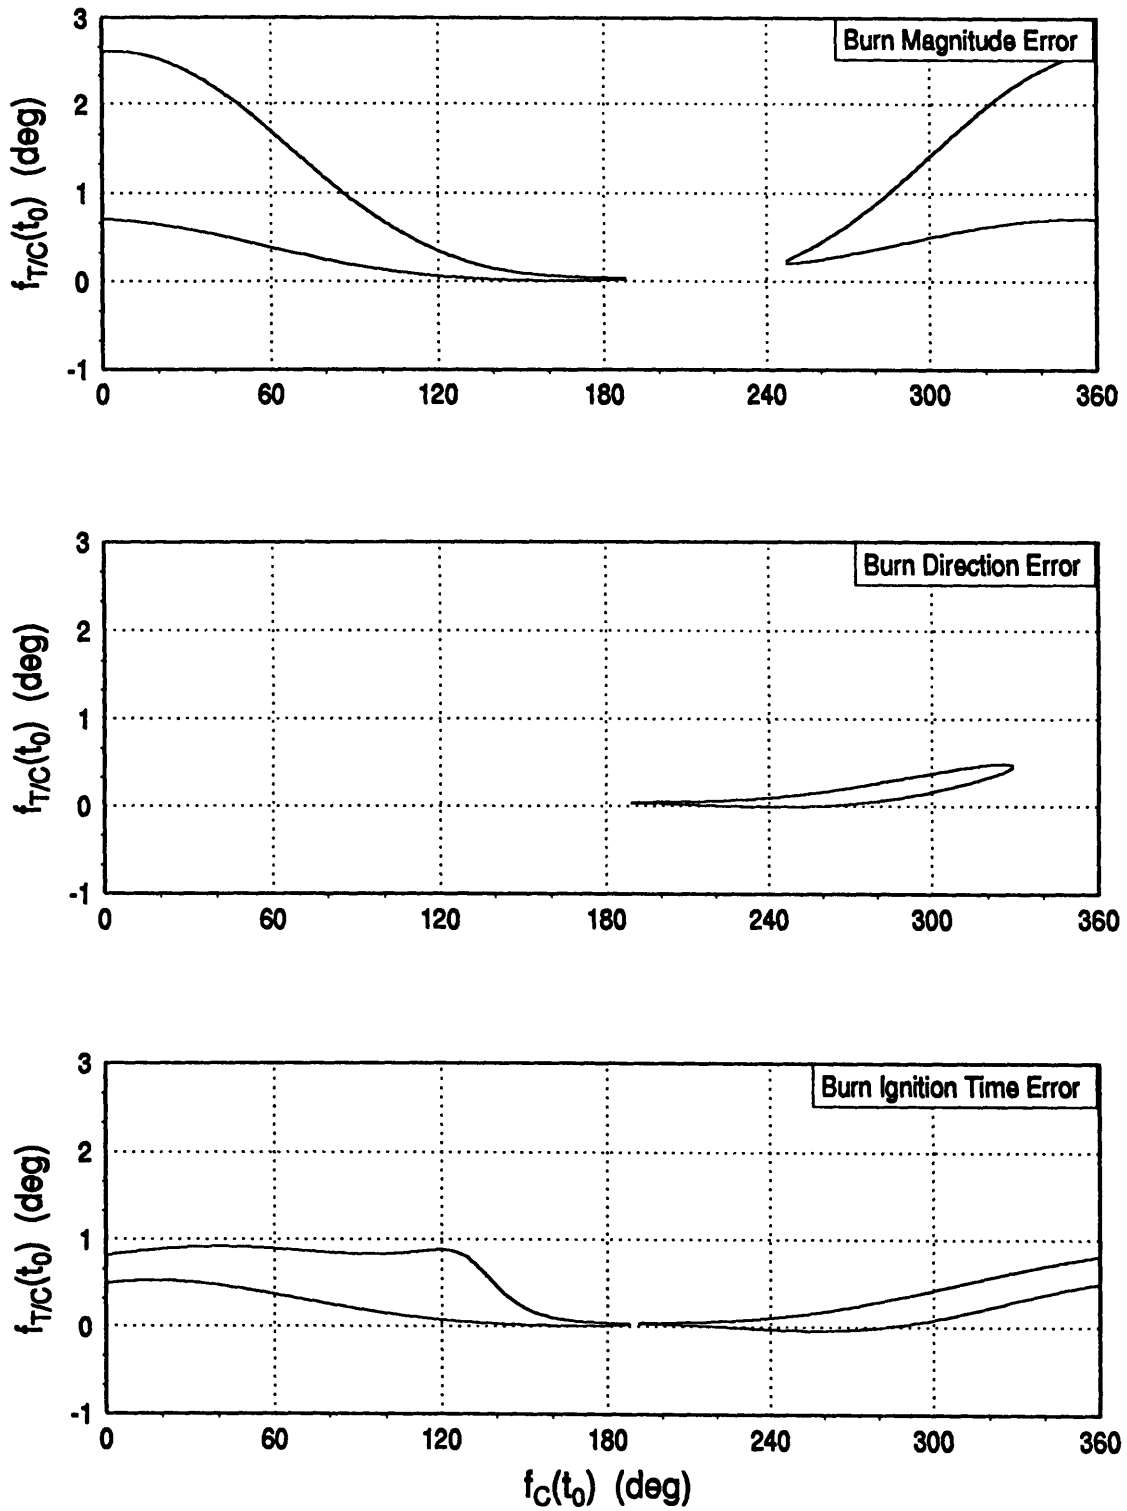 Burn Magnitude Error
f_T/C(t_0) (deg)
3
2
1
0
-1
0 60 120 180 240 300 360
Burn Direction Error
f_T/C(t_0) (deg)
3
2
1
0
-1
0 60 120 180 240 300 360
Burn Ignition Time Error
f_T/C(t_0) (deg)
3
2
1
0
-1
0 60 120 180 240 300 360
f_C(t_0) (deg)